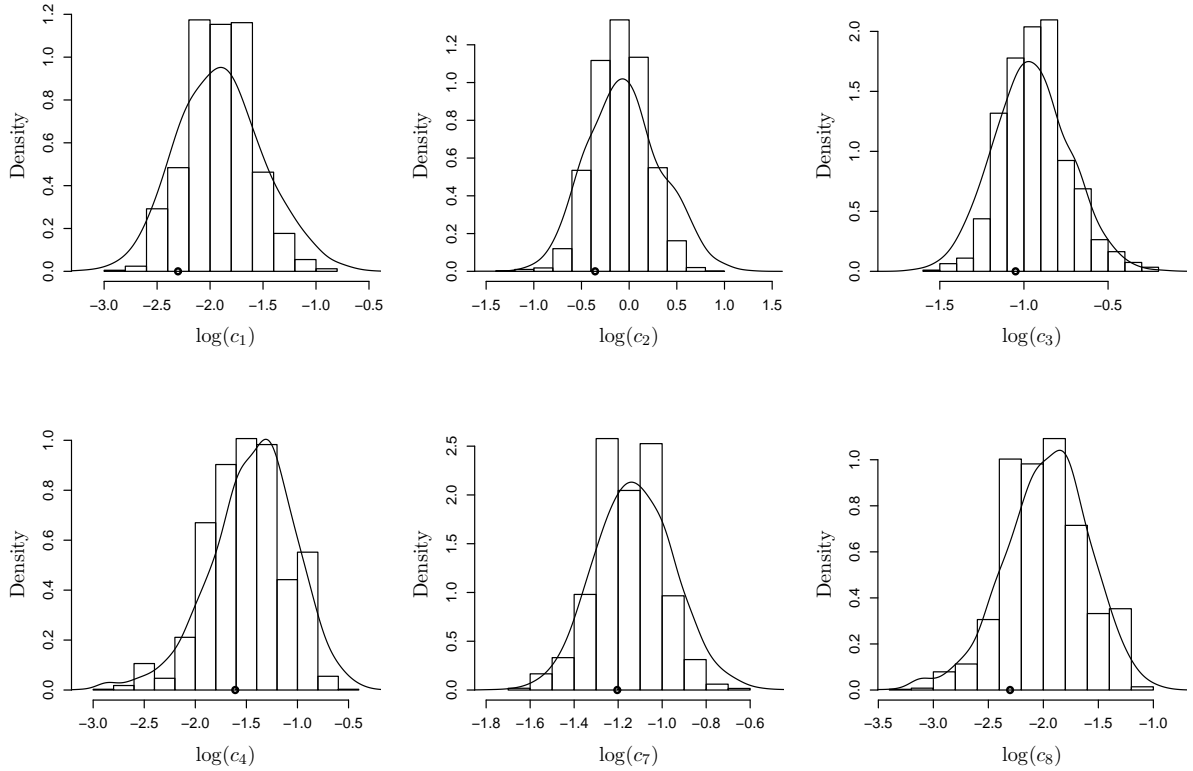 Density
0.0 0.2 0.4 0.6 0.8 1.0 1.2
−3.0 −2.5 −2.0 −1.5 −1.0 −0.5
log(c₁)
Density
0.0 0.2 0.4 0.6 0.8 1.0 1.2
−1.5 −1.0 −0.5 0.0 0.5 1.0 1.5
log(c₂)
Density
0.0 0.5 1.0 1.5 2.0
−1.5 −1.0 −0.5
log(c₃)
Density
0.0 0.2 0.4 0.6 0.8 1.0
−3.0 −2.5 −2.0 −1.5 −1.0 −0.5
log(c₄)
Density
0.0 0.5 1.0 1.5 2.0 2.5
−1.8 −1.6 −1.4 −1.2 −1.0 −0.8 −0.6
log(c₇)
Density
0.0 0.2 0.4 0.6 0.8 1.0
−3.5 −3.0 −2.5 −2.0 −1.5 −1.0
log(c₈)